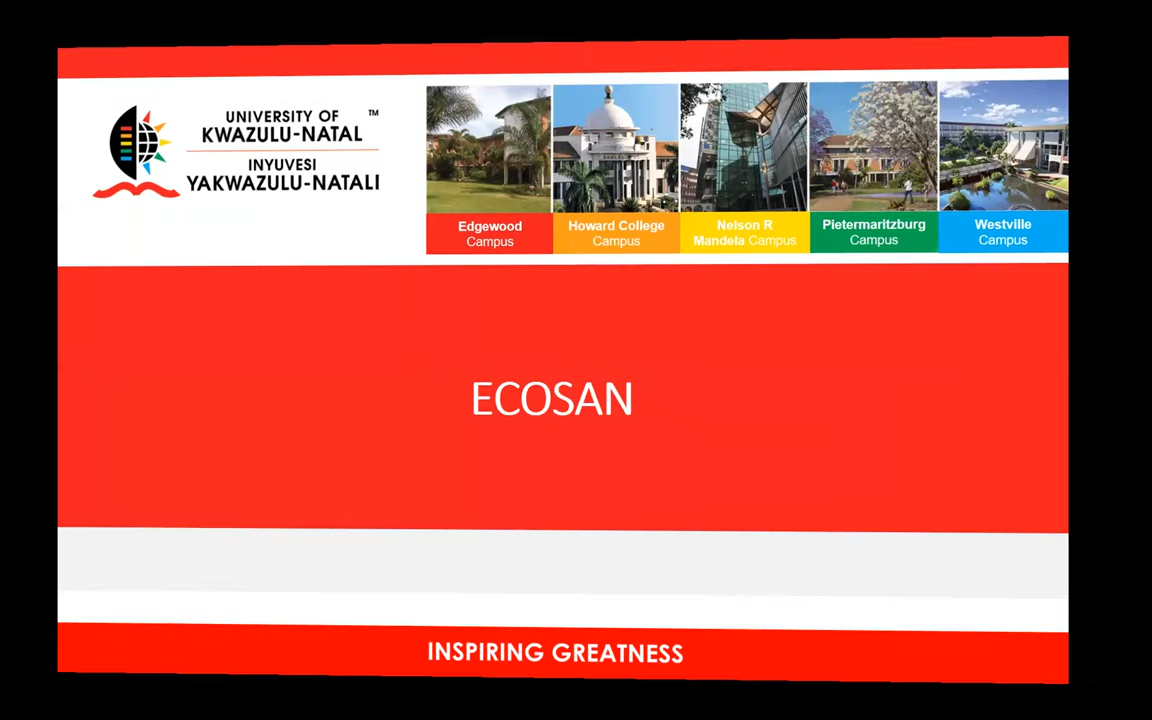 UNIVERSITY OF ™
KWAZULU-NATAL
INYUVESI
YAKWAZULU-NATALI
Edgewood
Campus
Howard College
Campus
Nelson R
Mandela Campus
Pietermaritzburg
Campus
Westville
Campus
ECOSAN
INSPIRING GREATNESS